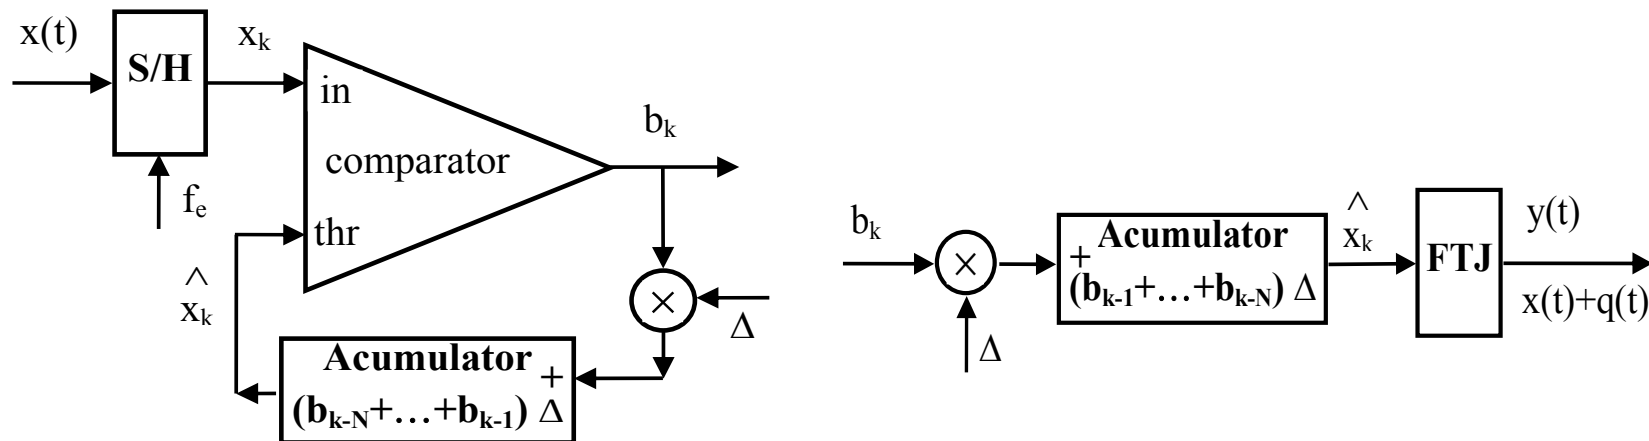 x(t)
S/H
x_k
in
comparator
thr
f_e
b_k
^
x_k
×
Δ
Acumulator +
(b_{k-N}+…+b_{k-1}) Δ
b_k
×
Δ
+ Acumulator
(b_{k-1}+…+b_{k-N}) Δ
^
x_k
FTJ
y(t)
x(t)+q(t)